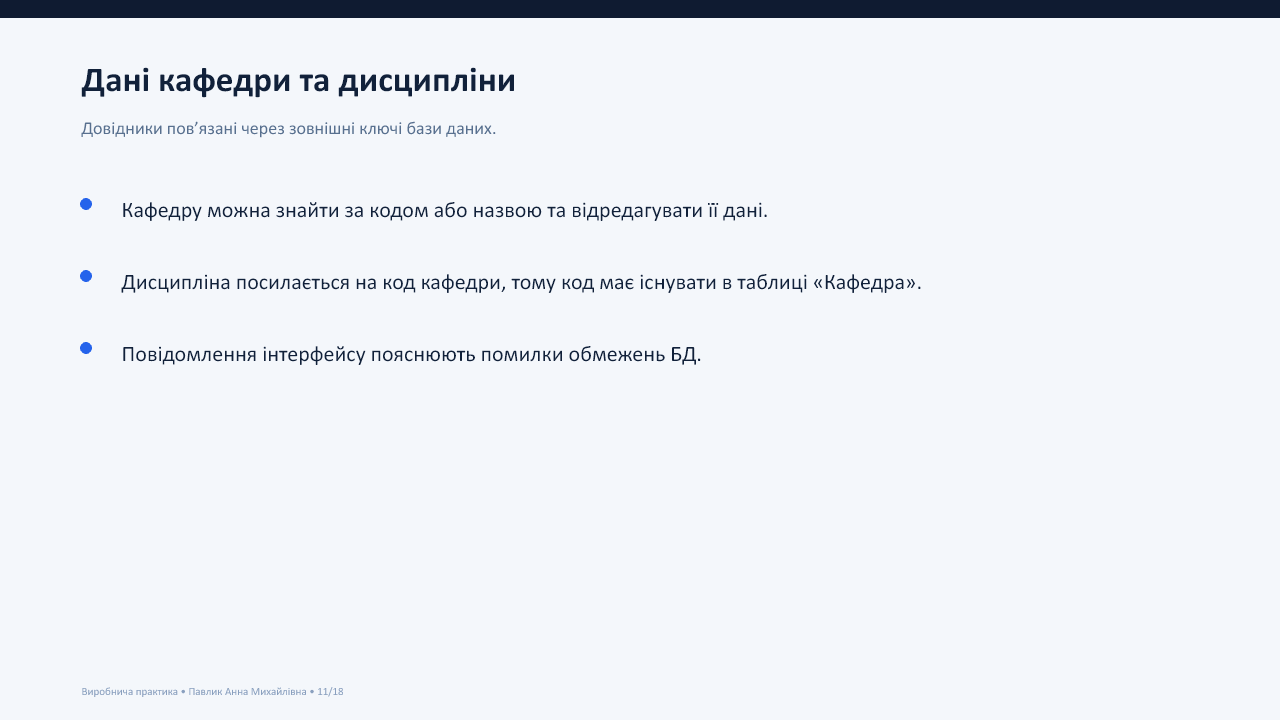 Дані кафедри та дисципліни
Довідники пов’язані через зовнішні ключі бази даних.
Кафедру можна знайти за кодом або назвою та відредагувати її дані.
Дисципліна посилається на код кафедри, тому код має існувати в таблиці «Кафедра».
Повідомлення інтерфейсу пояснюють помилки обмежень БД.
Виробнича практика • Павлик Анна Михайлівна • 11/18